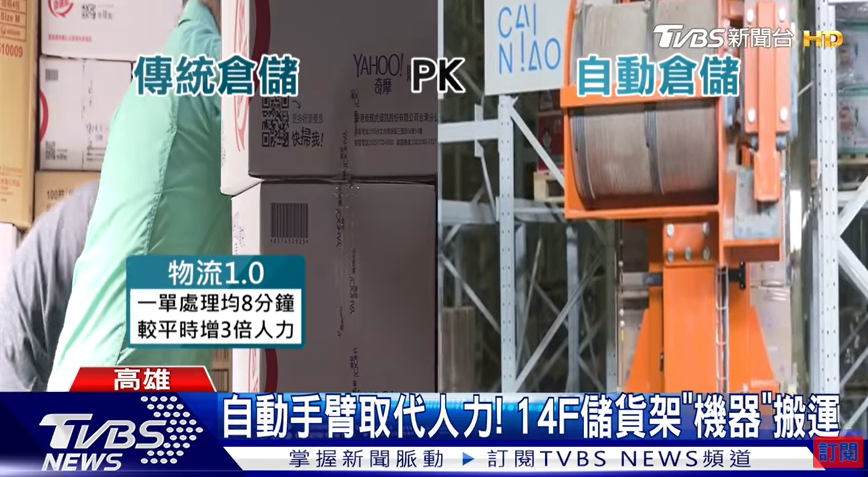 TVBS新聞台 HD
CAI
NIAO
傳統倉儲
PK
自動倉儲
YAHOO!
奇摩
快掃我!
物流1.0
一單處理均8分鐘
較平時增3倍人力
高雄
自動手臂取代人力! 14F儲貨架"機器"搬運
TVBS
NEWS
掌握新聞脈動 ▶ 訂閱TVBS NEWS頻道
訂閱